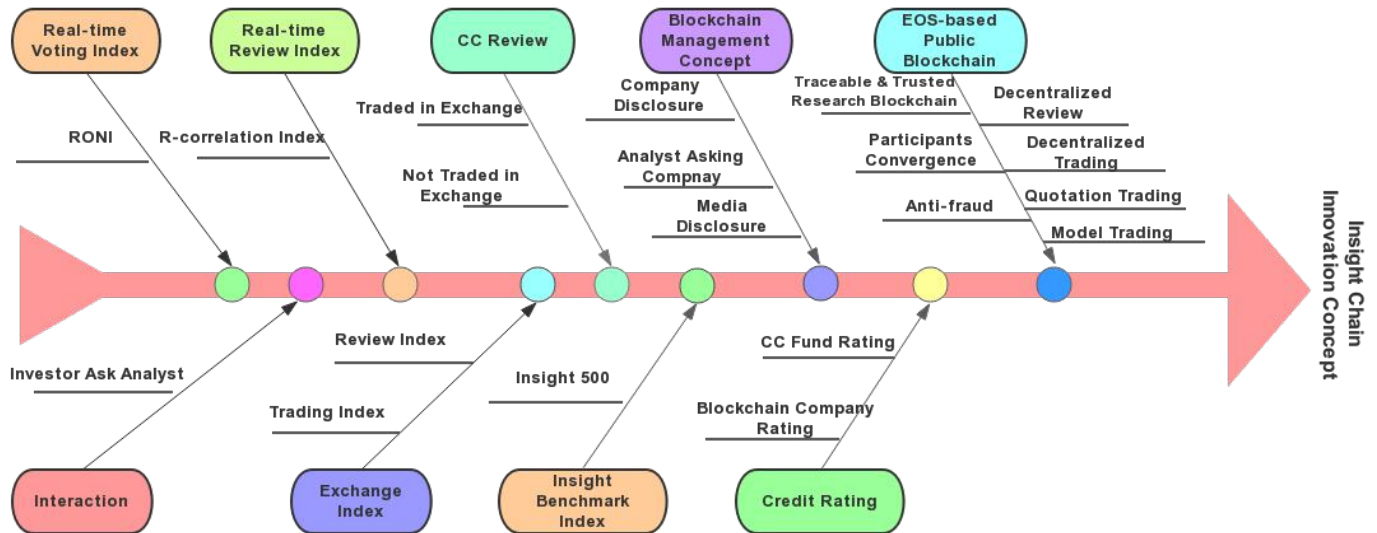 Real-time
Voting Index
Real-time
Review Index
CC Review
Blockchain
Management
Concept
EOS-based
Public
Blockchain
RONI
R-correlation Index
Traded in Exchange
Not Traded in
Exchange
Company
Disclosure
Analyst Asking
Compnay
Media
Disclosure
Traceable & Trusted
Research Blockchain
Participants
Convergence
Anti-fraud
Decentralized
Review
Decentralized
Trading
Quotation Trading
Model Trading
Insight Chain
Innovation Concept
Investor Ask Analyst
Review Index
Trading Index
Insight 500
CC Fund Rating
Blockchain Company
Rating
Interaction
Exchange
Index
Insight
Benchmark
Index
Credit Rating